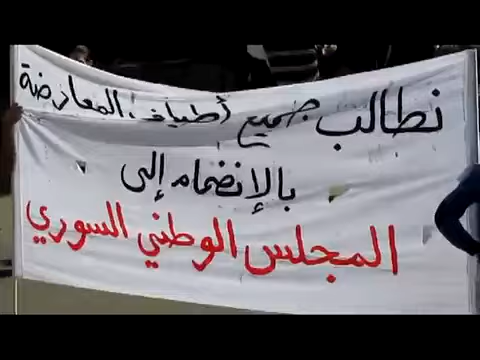 نطالب جميع أطياف المعارضة
بالإنضمام إلى
المجلس الوطني السوري